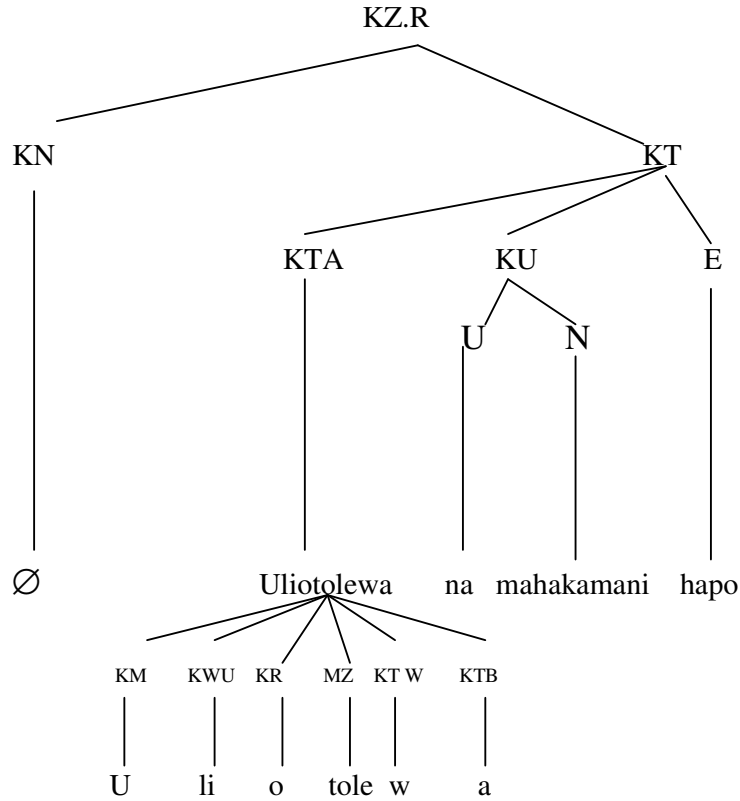 KZ.R
KN KT
KTA KU E
U N
∅ Uliotolewa na mahakamani hapo
KM KWU KR MZ KT W KTB
U li o tole w a